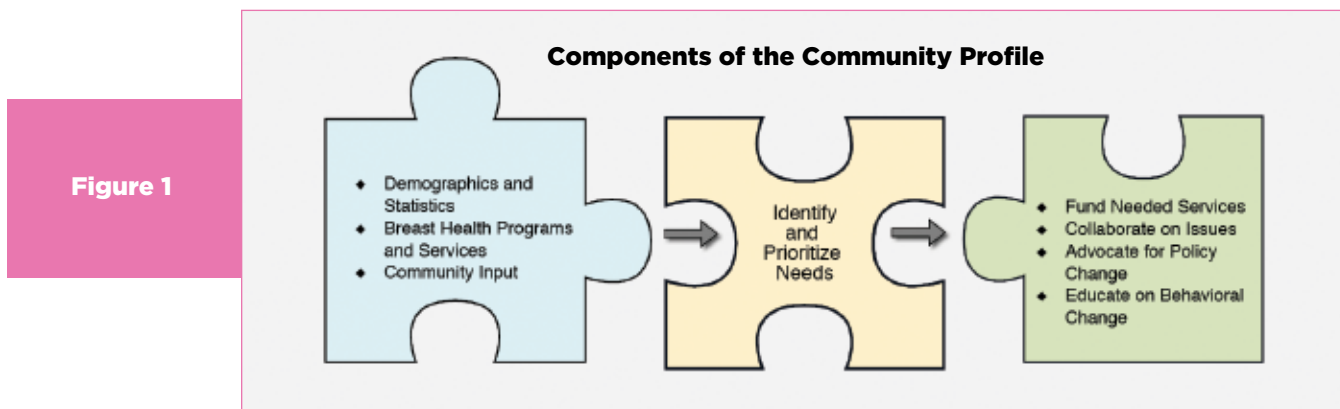 Components of the Community Profile
Figure 1
◆ Demographics and
Statistics
◆ Breast Health Programs
and Services
◆ Community Input
Identify
and
Prioritize
Needs
◆ Fund Needed Services
◆ Collaborate on Issues
◆ Advocate for Policy
Change
◆ Educate on Behavioral
Change